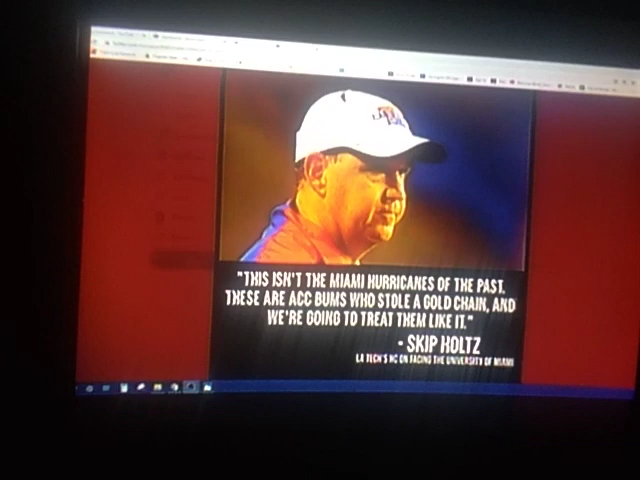 "THIS ISN'T THE MIAMI HURRICANES OF THE PAST.
THESE ARE ACC BUMS WHO STOLE A GOLD CHAIN, AND
WE'RE GOING TO TREAT THEM LIKE IT."
- SKIP HOLTZ
LA TECH'S HC ON FACING THE UNIVERSITY OF MIAMI